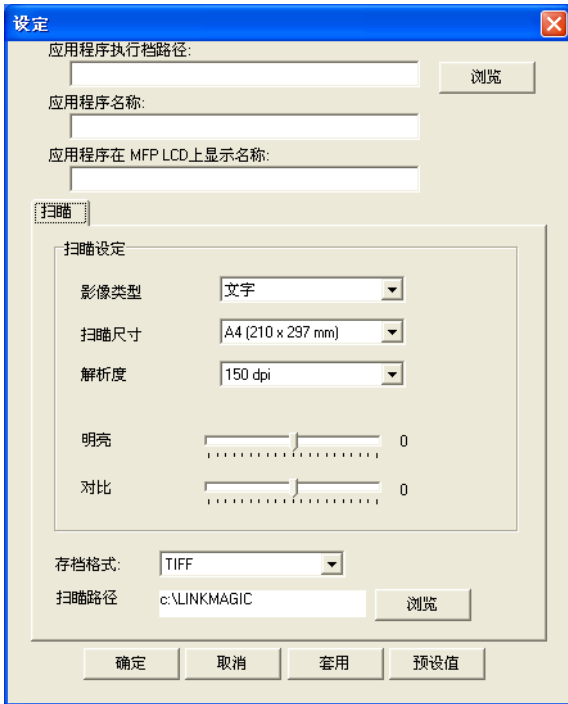 设定
应用程序执行档路径:
浏览
应用程序名称:
应用程序在 MFP LCD上显示名称:
扫瞄
扫瞄设定
影像类型 文字
扫瞄尺寸 A4 (210 x 297 mm)
解析度 150 dpi
明亮 0
对比 0
存档格式: TIFF
扫瞄路径 c:\LINKMAGIC 浏览
确定 取消 套用 预设值